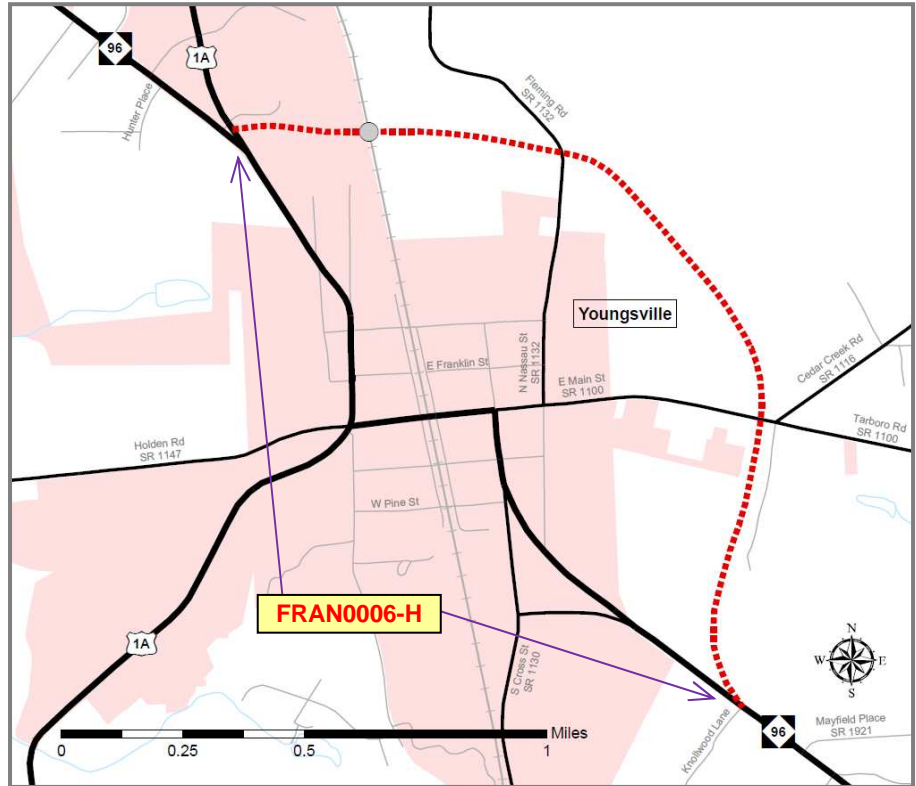 96
1A
Hunter Place
Fleming Rd
SR 1132
Youngsville
N Nassau St
SR 1132
E Franklin St
E Main St
SR 1100
Cedar Creek Rd
SR 1116
Tarboro Rd
SR 1100
Holden Rd
SR 1147
W Pine St
FRAN0006-H
1A
S Cross St
SR 1130
N
W E
S
Knollwood Lane
Mayfield Place
SR 1921
96
Miles
0 0.25 0.5 1